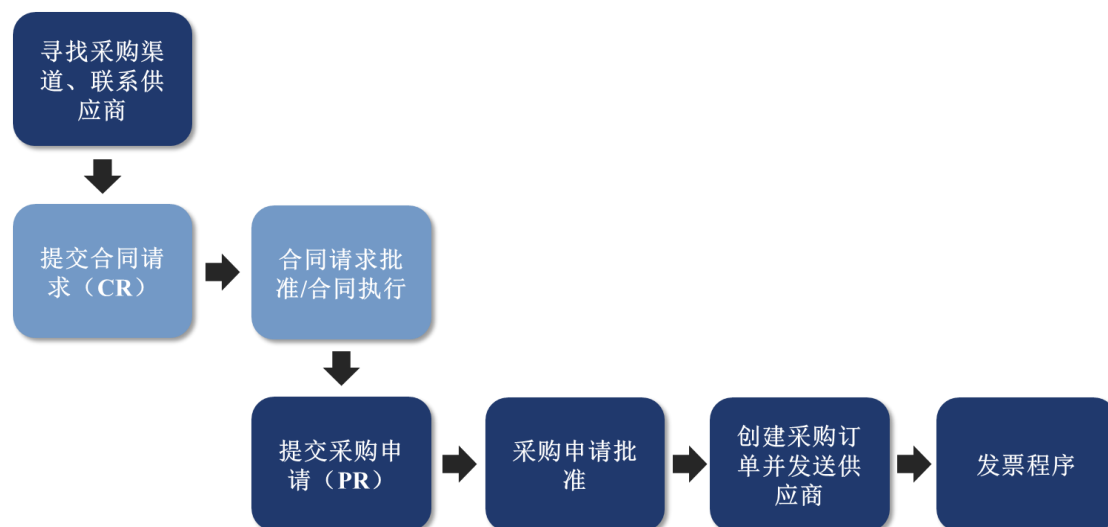 寻找采购渠
道、联系供
应商
提交合同请
求（CR）
合同请求批
准/合同执行
提交采购申
请（PR）
采购申请批
准
创建采购订
单并发送供
应商
发票程序